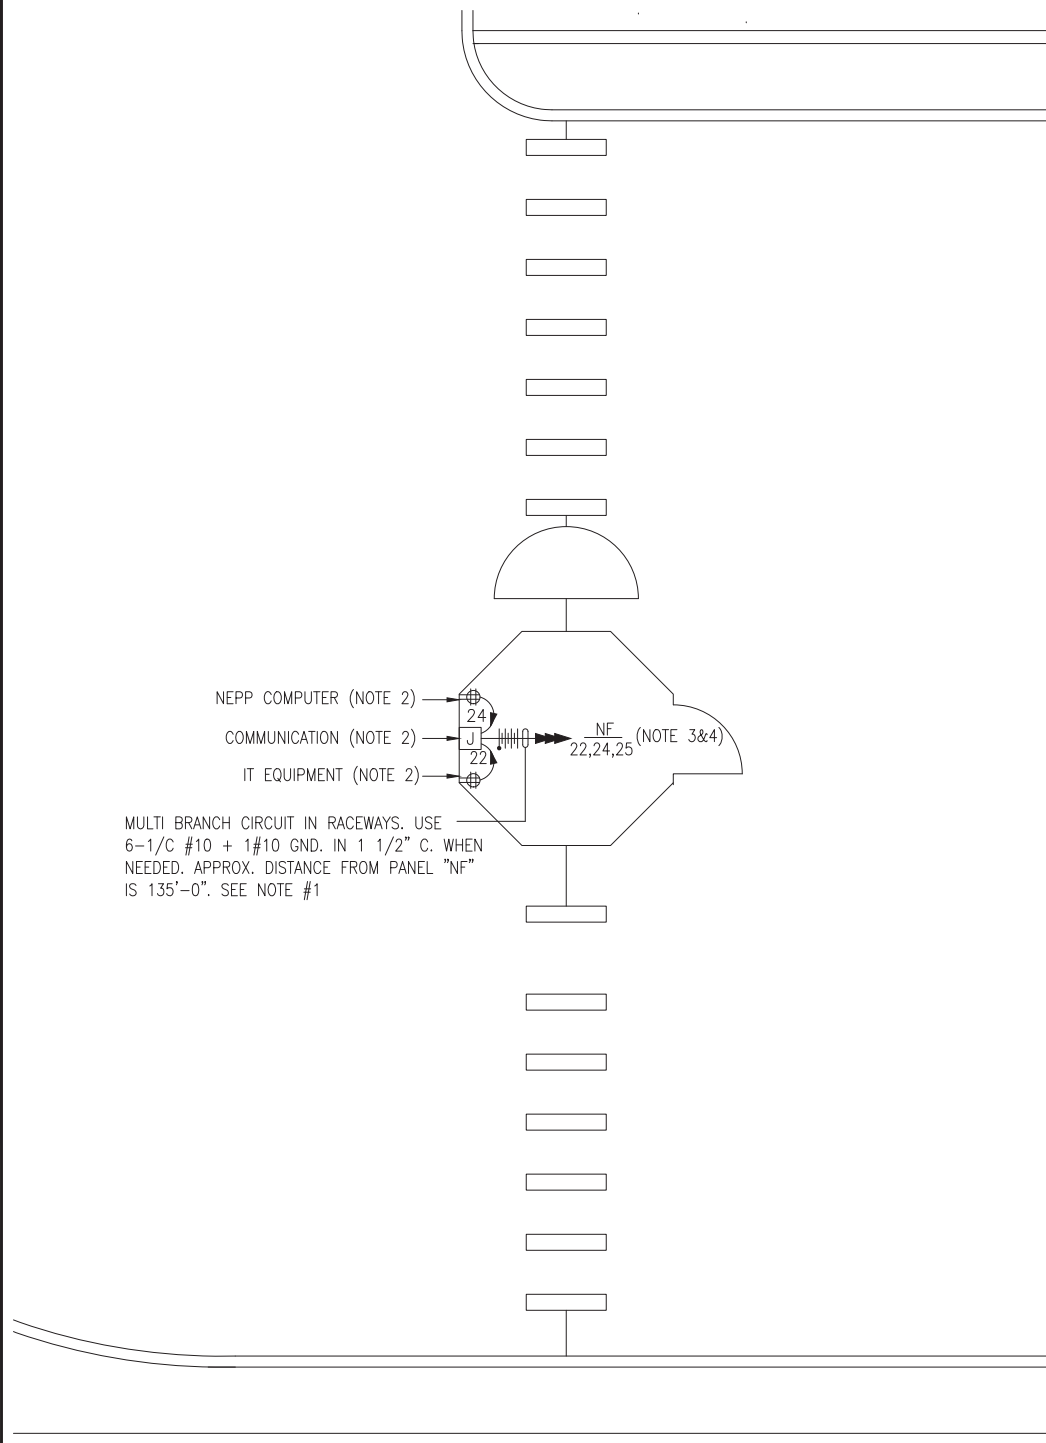 NEPP COMPUTER (NOTE 2)
24
COMMUNICATION (NOTE 2)
J
NF (NOTE 3&4)
22,24,25
22
IT EQUIPMENT (NOTE 2)
MULTI BRANCH CIRCUIT IN RACEWAYS. USE
6-1/C #10 + 1#10 GND. IN 1 1/2" C. WHEN
NEEDED. APPROX. DISTANCE FROM PANEL "NF"
IS 135'-0". SEE NOTE #1